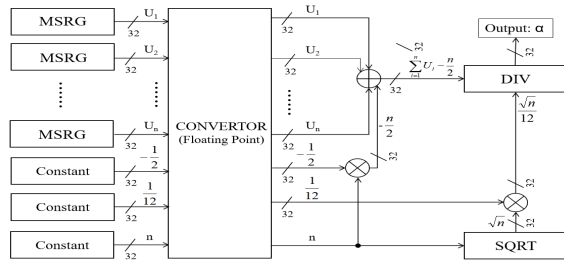 MSRG 32 U₁
MSRG 32 U₂
MSRG 32 Uₙ
Constant 32 -1/2
Constant 32 1/12
Constant 32 n
CONVERTOR
(Floating Point)
32 U₁
32 U₂
32 Uₙ
32 -1/2
32 1/12
32 n
32
32
-n/2
32
∑ᵢ₌₁ⁿ Uᵢ - n/2
Output: α
32
DIV
√n/12
32
√n 32
SQRT